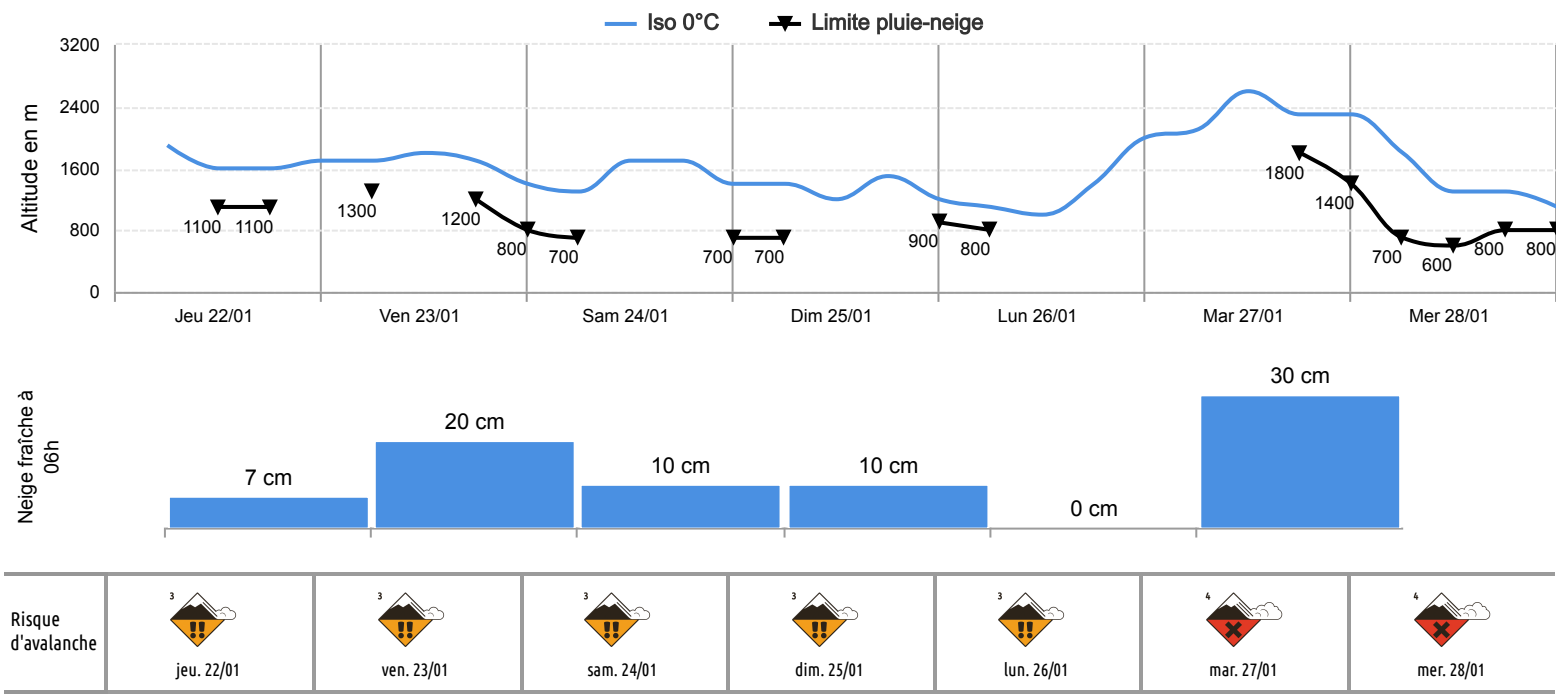 Iso 0°C Limite pluie-neige
Altitude en m
3200
2400
1600
800
0
1100 1100 1300 1200 800 700 700 700 900 800 1800 1400 700 600 800 800
Jeu 22/01 Ven 23/01 Sam 24/01 Dim 25/01 Lun 26/01 Mar 27/01 Mer 28/01
Neige fraîche à
06h
7 cm 20 cm 10 cm 10 cm 0 cm 30 cm
Risque
d'avalanche
3 3 3 3 3 4 4
!! !! !! !! !!
jeu. 22/01 ven. 23/01 sam. 24/01 dim. 25/01 lun. 26/01 mar. 27/01 mer. 28/01